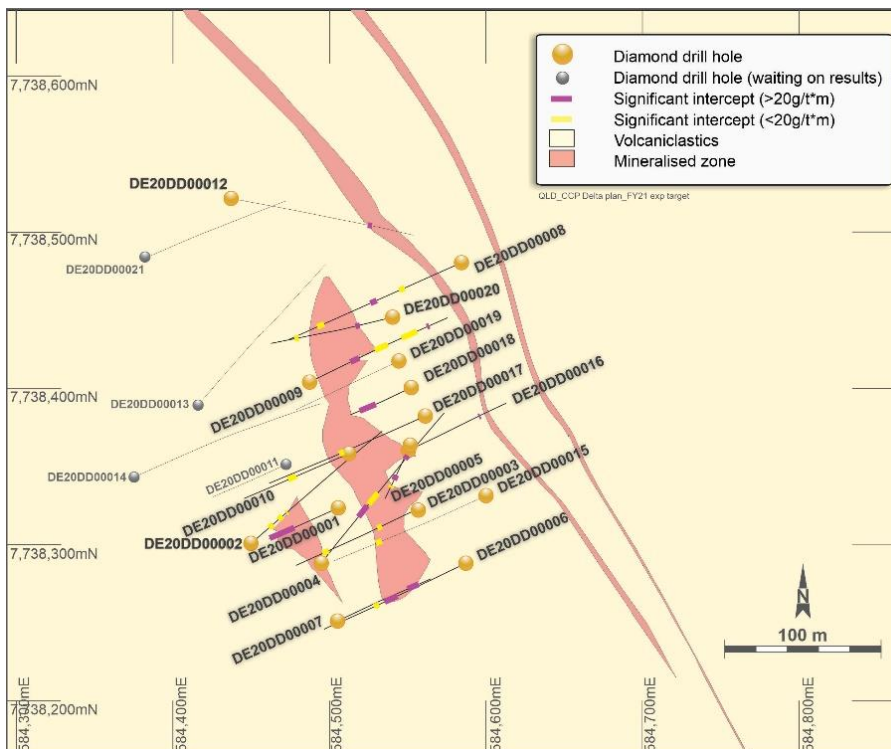 Diamond drill hole
Diamond drill hole (waiting on results)
Significant intercept (>20g/t*m)
Significant intercept (<20g/t*m)
Volcaniclastics
Mineralised zone
QLD_CCP Delta plan_FY21 exp target
7,738,600mN
DE20DD00012
7,738,500mN
DE20DD00008
DE20DD00021
DE20DD00020
DE20DD00019
DE20DD00018
7,738,400mN
DE20DD00009
DE20DD00017
DE20DD00016
DE20DD00013
DE20DD00014
DE20DD00011
DE20DD00005
DE20DD00003
DE20DD00015
DE20DD00010
DE20DD00001
DE20DD00002
7,738,300mN
DE20DD00006
DE20DD00004
DE20DD00007
N
100 m
7,738,200mN
584,300mE
584,400mE
584,500mE
584,600mE
584,700mE
584,800mE